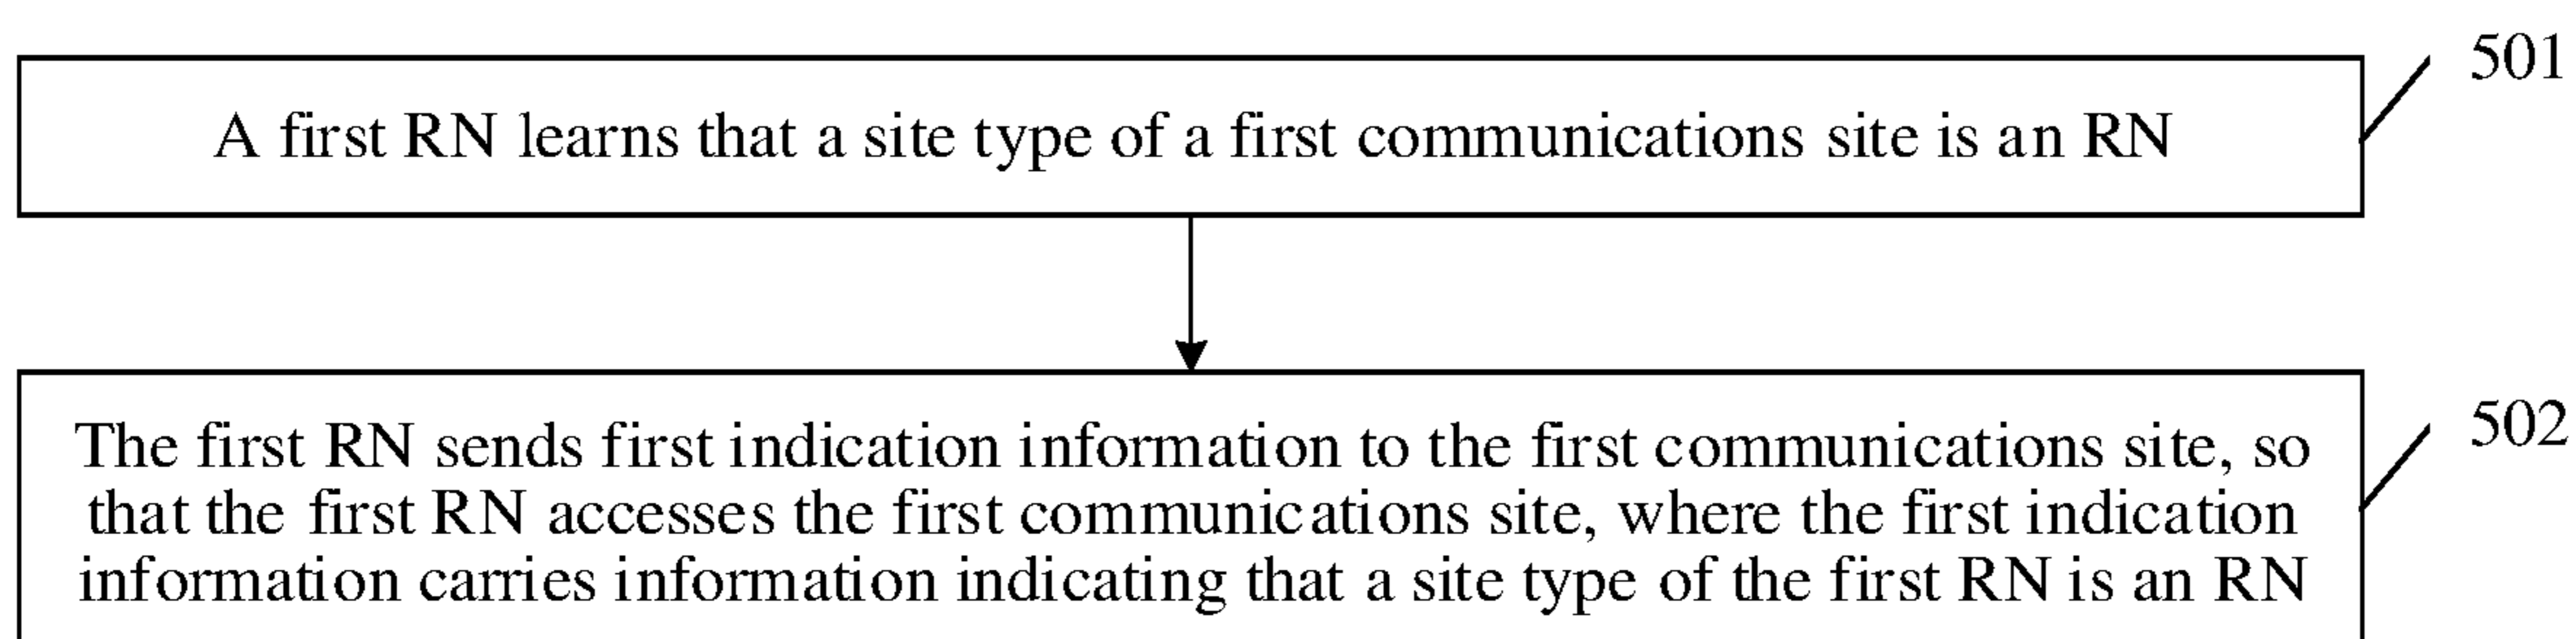 501
A first RN learns that a site type of a first communications site is an RN
502
The first RN sends first indication information to the first communications site, so
that the first RN accesses the first communications site, where the first indication
information carries information indicating that a site type of the first RN is an RN